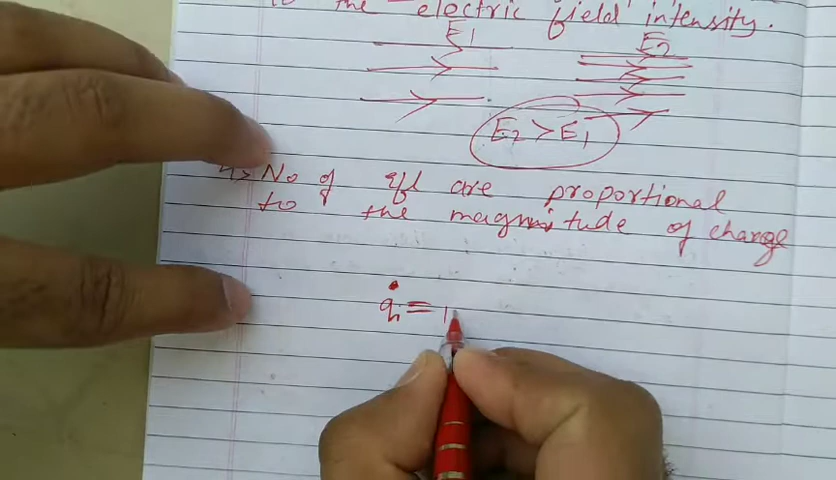 to the electric field intensity.
E1
E2
E2 > E1
4> No of Efl are proportional
to the magnitude of charge
q1 = 1